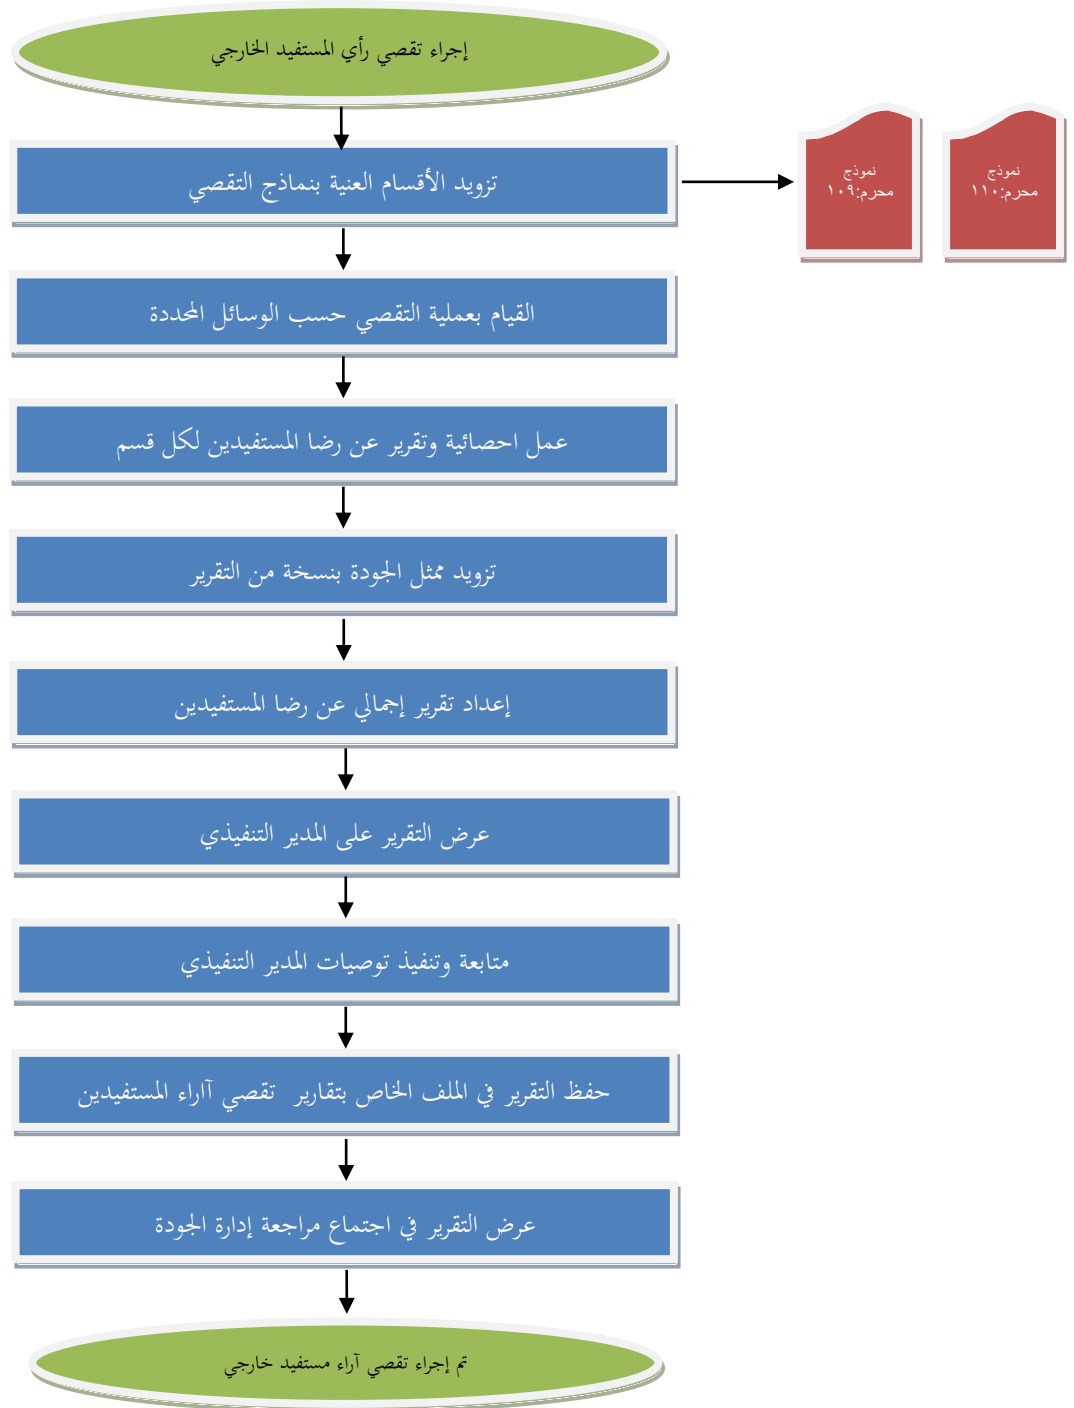 إجراء تقصي رأي المستفيد الخارجي
تزويد الأقسام العنية بنماذج التقصي
نموذج
محرم:١٠٩
نموذج
محرم:١١٠
القيام بعملية التقصي حسب الوسائل المحددة
عمل احصائية وتقرير عن رضا المستفيدين لكل قسم
تزويد ممثل الجودة بنسخة من التقرير
إعداد تقرير إجمالي عن رضا المستفيدين
عرض التقرير على المدير التنفيذي
متابعة وتنفيذ توصيات المدير التنفيذي
حفظ التقرير في الملف الخاص بتقارير تقصي آاراء المستفيدين
عرض التقرير في اجتماع مراجعة إدارة الجودة
تم إجراء تقصي آراء مستفيد خارجي